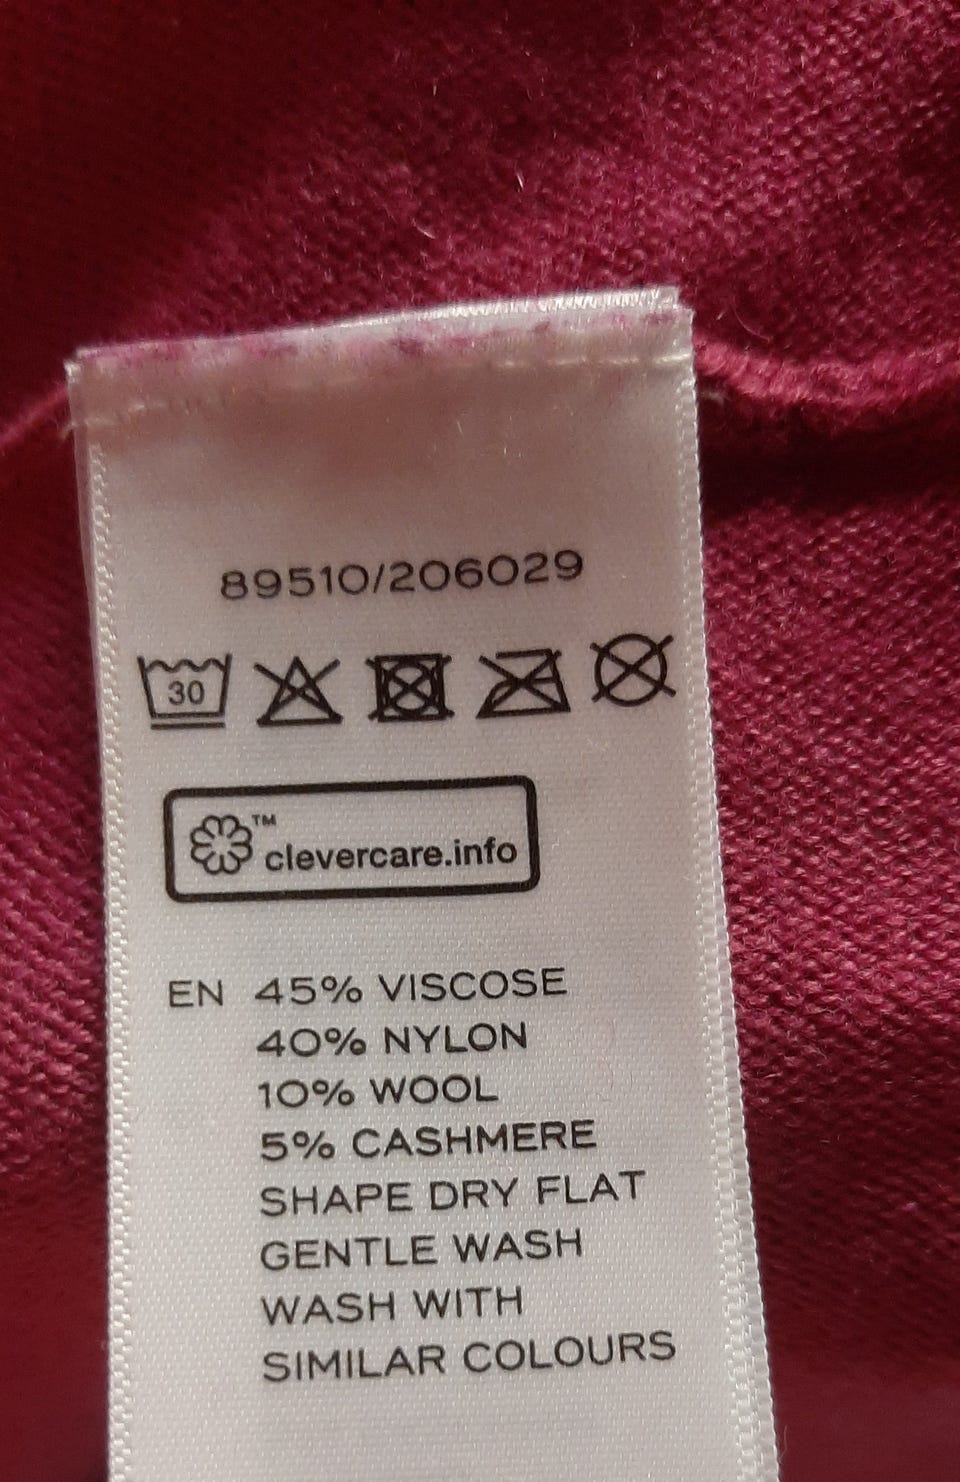 89510/206029
30
™
clevercare.info
EN 45% VISCOSE
40% NYLON
10% WOOL
5% CASHMERE
SHAPE DRY FLAT
GENTLE WASH
WASH WITH
SIMILAR COLOURS